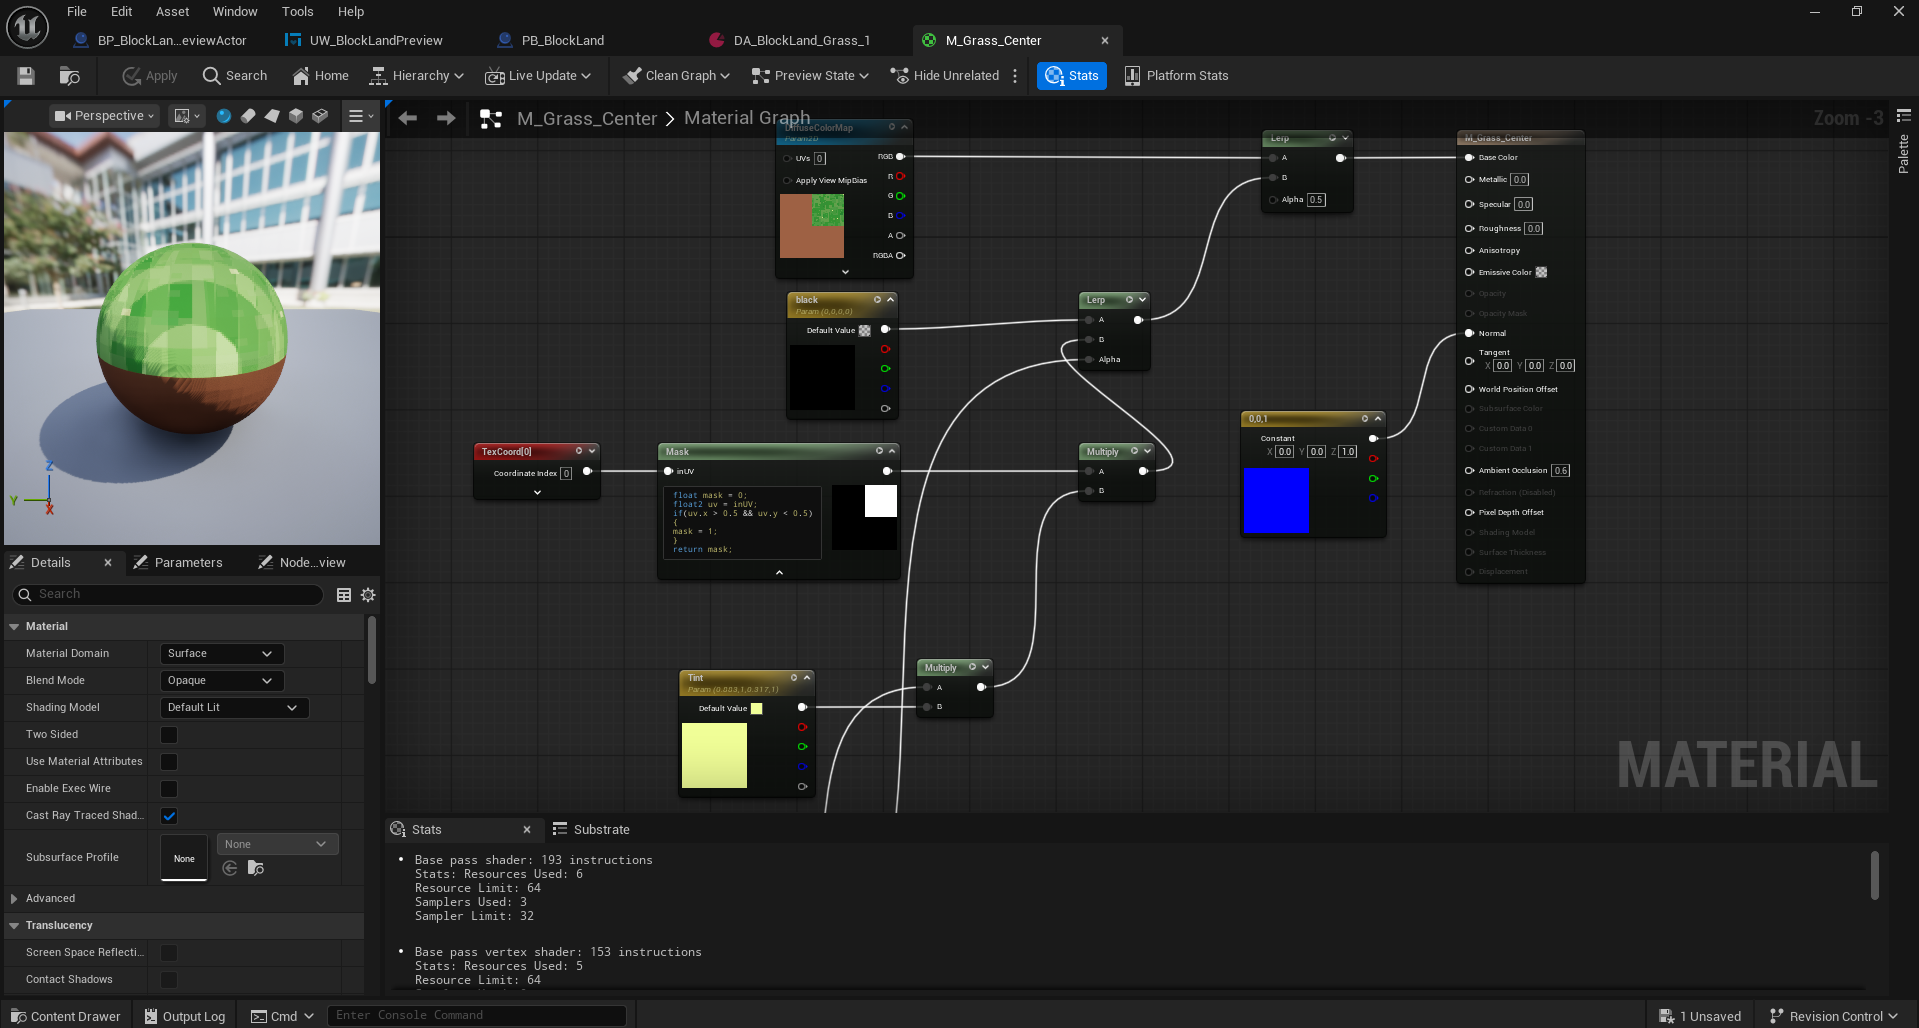 File Edit Asset Window Tools Help
BP_BlockLan...eviewActor UW_BlockLandPreview PB_BlockLand DA_BlockLand_Grass_1 M_Grass_Center
Apply Search Home Hierarchy Live Update Clean Graph Preview State Hide Unrelated Stats Platform Stats
Perspective
M_Grass_Center > Material Graph
Zoom -3
Palette
DiffuseColorMap
Param2D
UVs 0
Apply View MipBias
RGB
R
G
B
A
RGBA
Lerp
A
B
Alpha 0.5
M_Grass_Center
Base Color
Metallic 0.0
Specular 0.0
Roughness 0.0
Anisotropy
Emissive Color
Opacity
Opacity Mask
Normal
Tangent
X 0.0 Y 0.0 Z 0.0
World Position Offset
Subsurface Color
Custom Data 0
Custom Data 1
Ambient Occlusion 0.6
Refraction (Disabled)
Pixel Depth Offset
Shading Model
Surface Thickness
Displacement
black
Param (0,0,0,0)
Default Value
Lerp
A
B
Alpha
0,0,1
Constant
X 0.0 Y 0.0 Z 1.0
TexCoord[0]
Coordinate Index 0
Mask
inUV
float mask = 0;
float2 uv = inUV;
if(uv.x > 0.5 && uv.y < 0.5)
{
mask = 1;
}
return mask;
Multiply
A
B
Tint
Param (0.883,1,0.317,1)
Default Value
Multiply
A
B
MATERIAL
Z
Y
X
Details Parameters Node...view
Search
Material
Material Domain Surface
Blend Mode Opaque
Shading Model Default Lit
Two Sided
Use Material Attributes
Enable Exec Wire
Cast Ray Traced Shad...
Subsurface Profile None None
Advanced
Translucency
Screen Space Reflecti...
Contact Shadows
Stats Substrate
• Base pass shader: 193 instructions
Stats: Resources Used: 6
Resource Limit: 64
Samplers Used: 3
Sampler Limit: 32
• Base pass vertex shader: 153 instructions
Stats: Resources Used: 5
Resource Limit: 64
Content Drawer Output Log Cmd Enter Console Command 1 Unsaved Revision Control